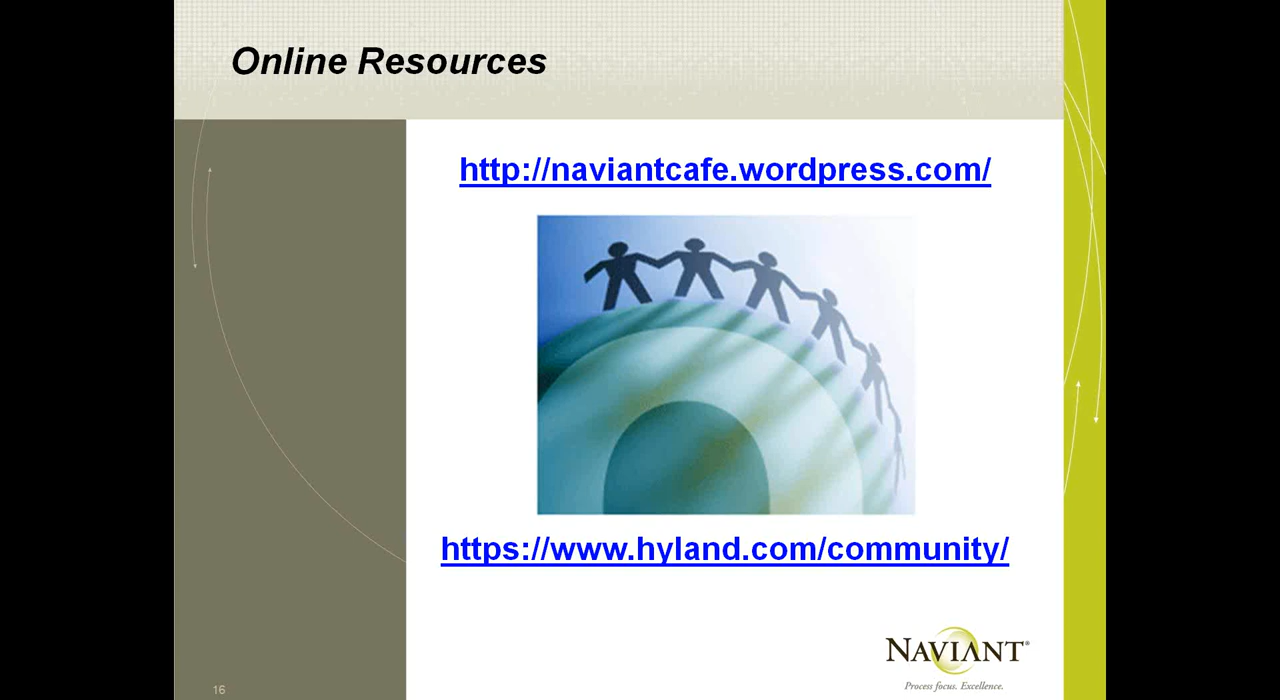 Online Resources
http://naviantcafe.wordpress.com/
https://www.hyland.com/community/
NAVIANT®
Process focus. Excellence.
16